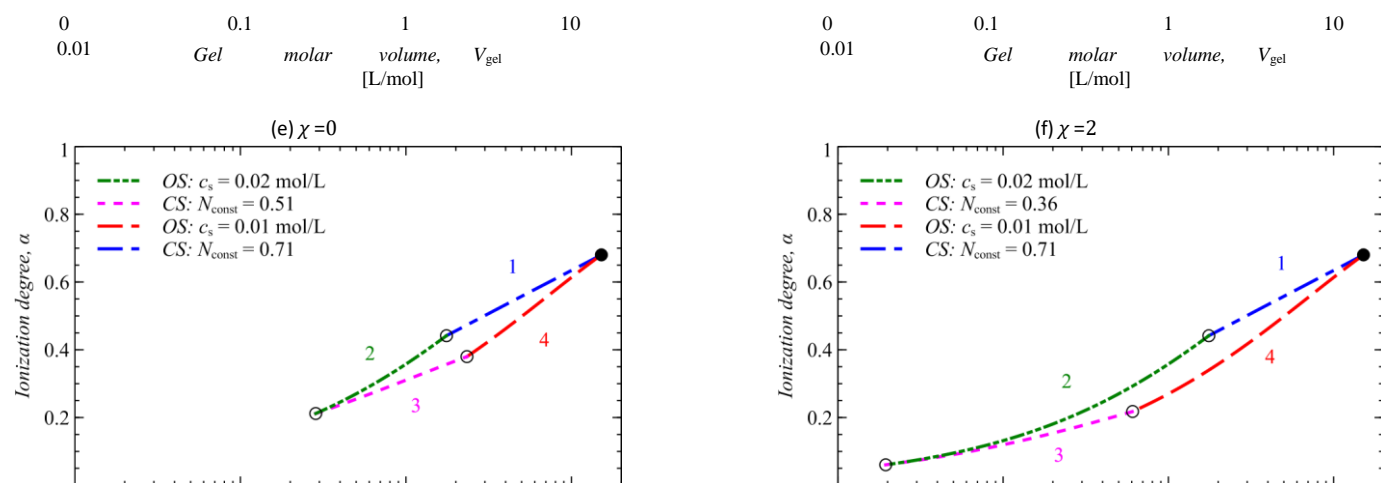 0 0.1 1 10 0 0.1 1 10
0.01 Gel molar volume, Vgel 0.01 Gel molar volume, Vgel
[L/mol] [L/mol]
(e) χ =0
1
OS: cs = 0.02 mol/L
CS: Nconst = 0.51
OS: cs = 0.01 mol/L
CS: Nconst = 0.71
0.8
0.6
0.4
0.2
Ionization degree, α
1
2
3
4
(f) χ =2
1
OS: cs = 0.02 mol/L
CS: Nconst = 0.36
OS: cs = 0.01 mol/L
CS: Nconst = 0.71
0.8
0.6
0.4
0.2
Ionization degree, α
1
2
3
4